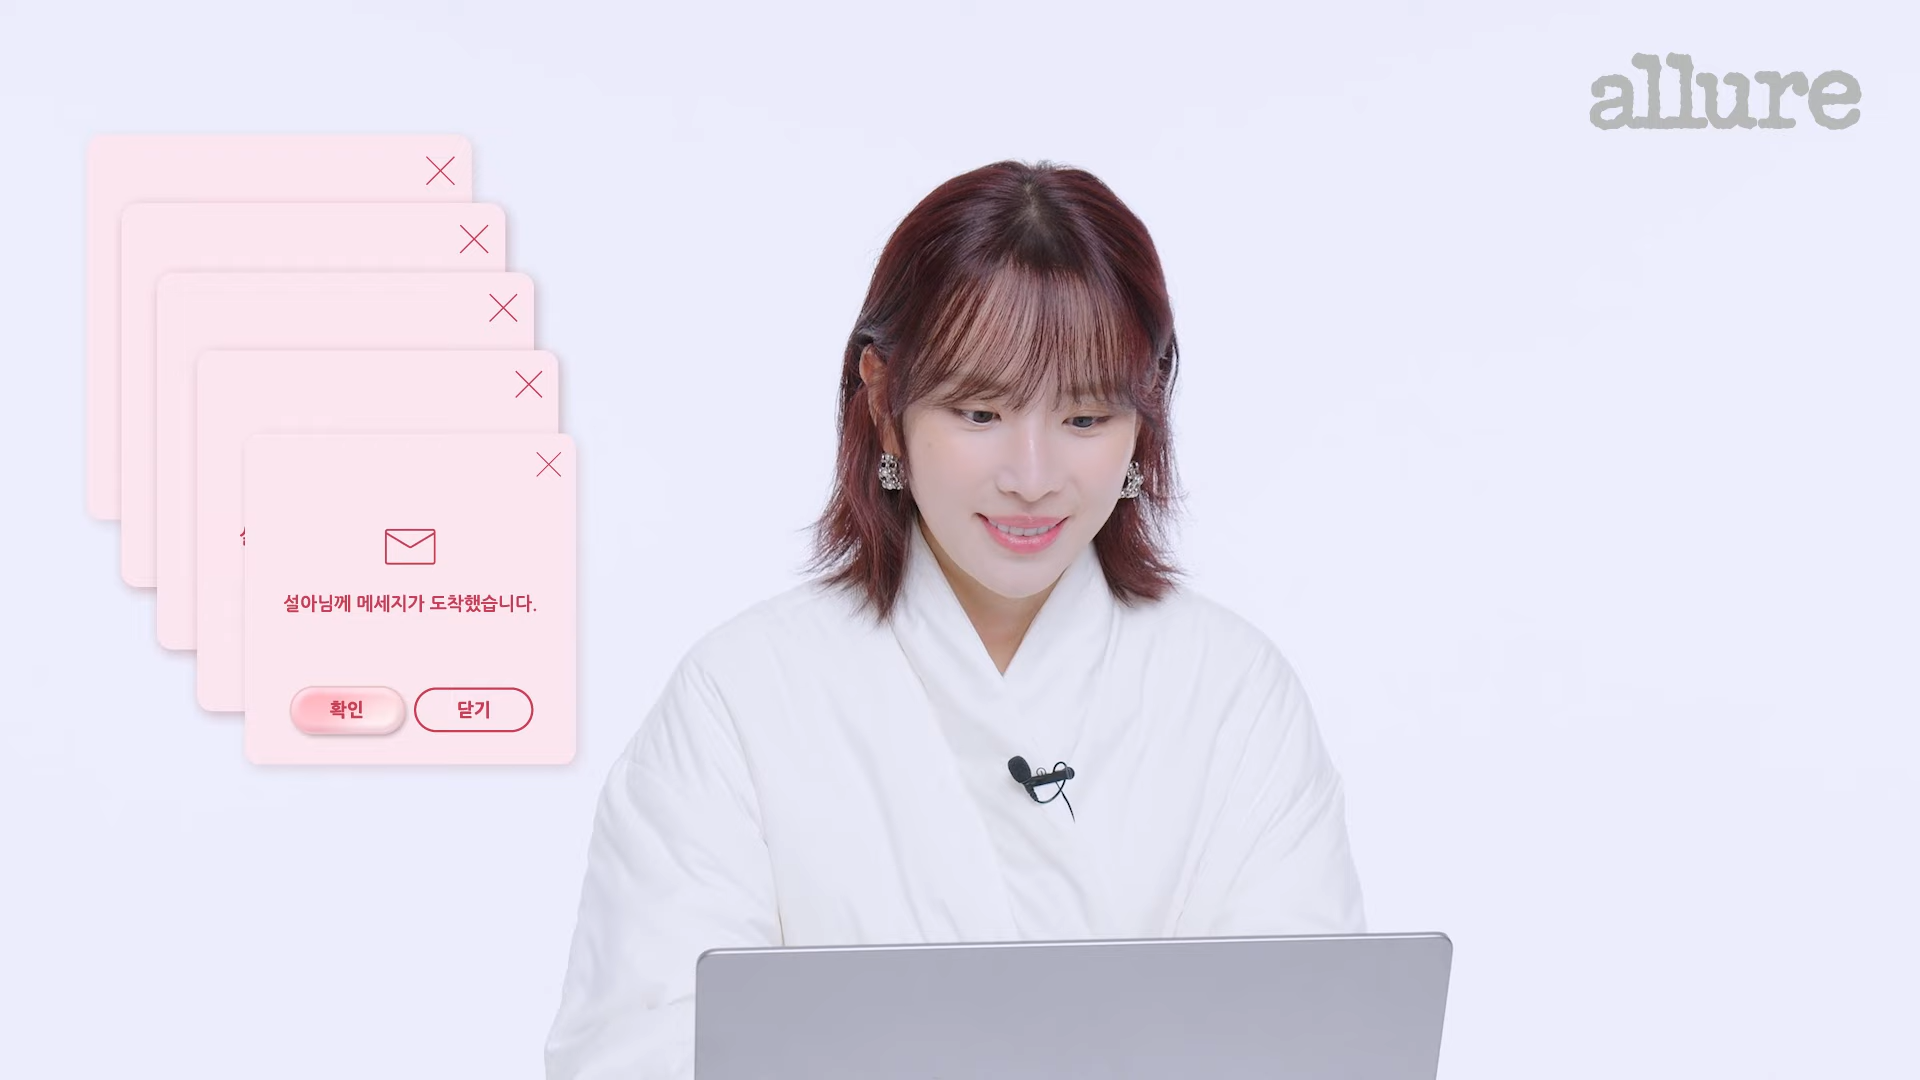 allure
설아님께 메세지가 도착했습니다.
확인
닫기